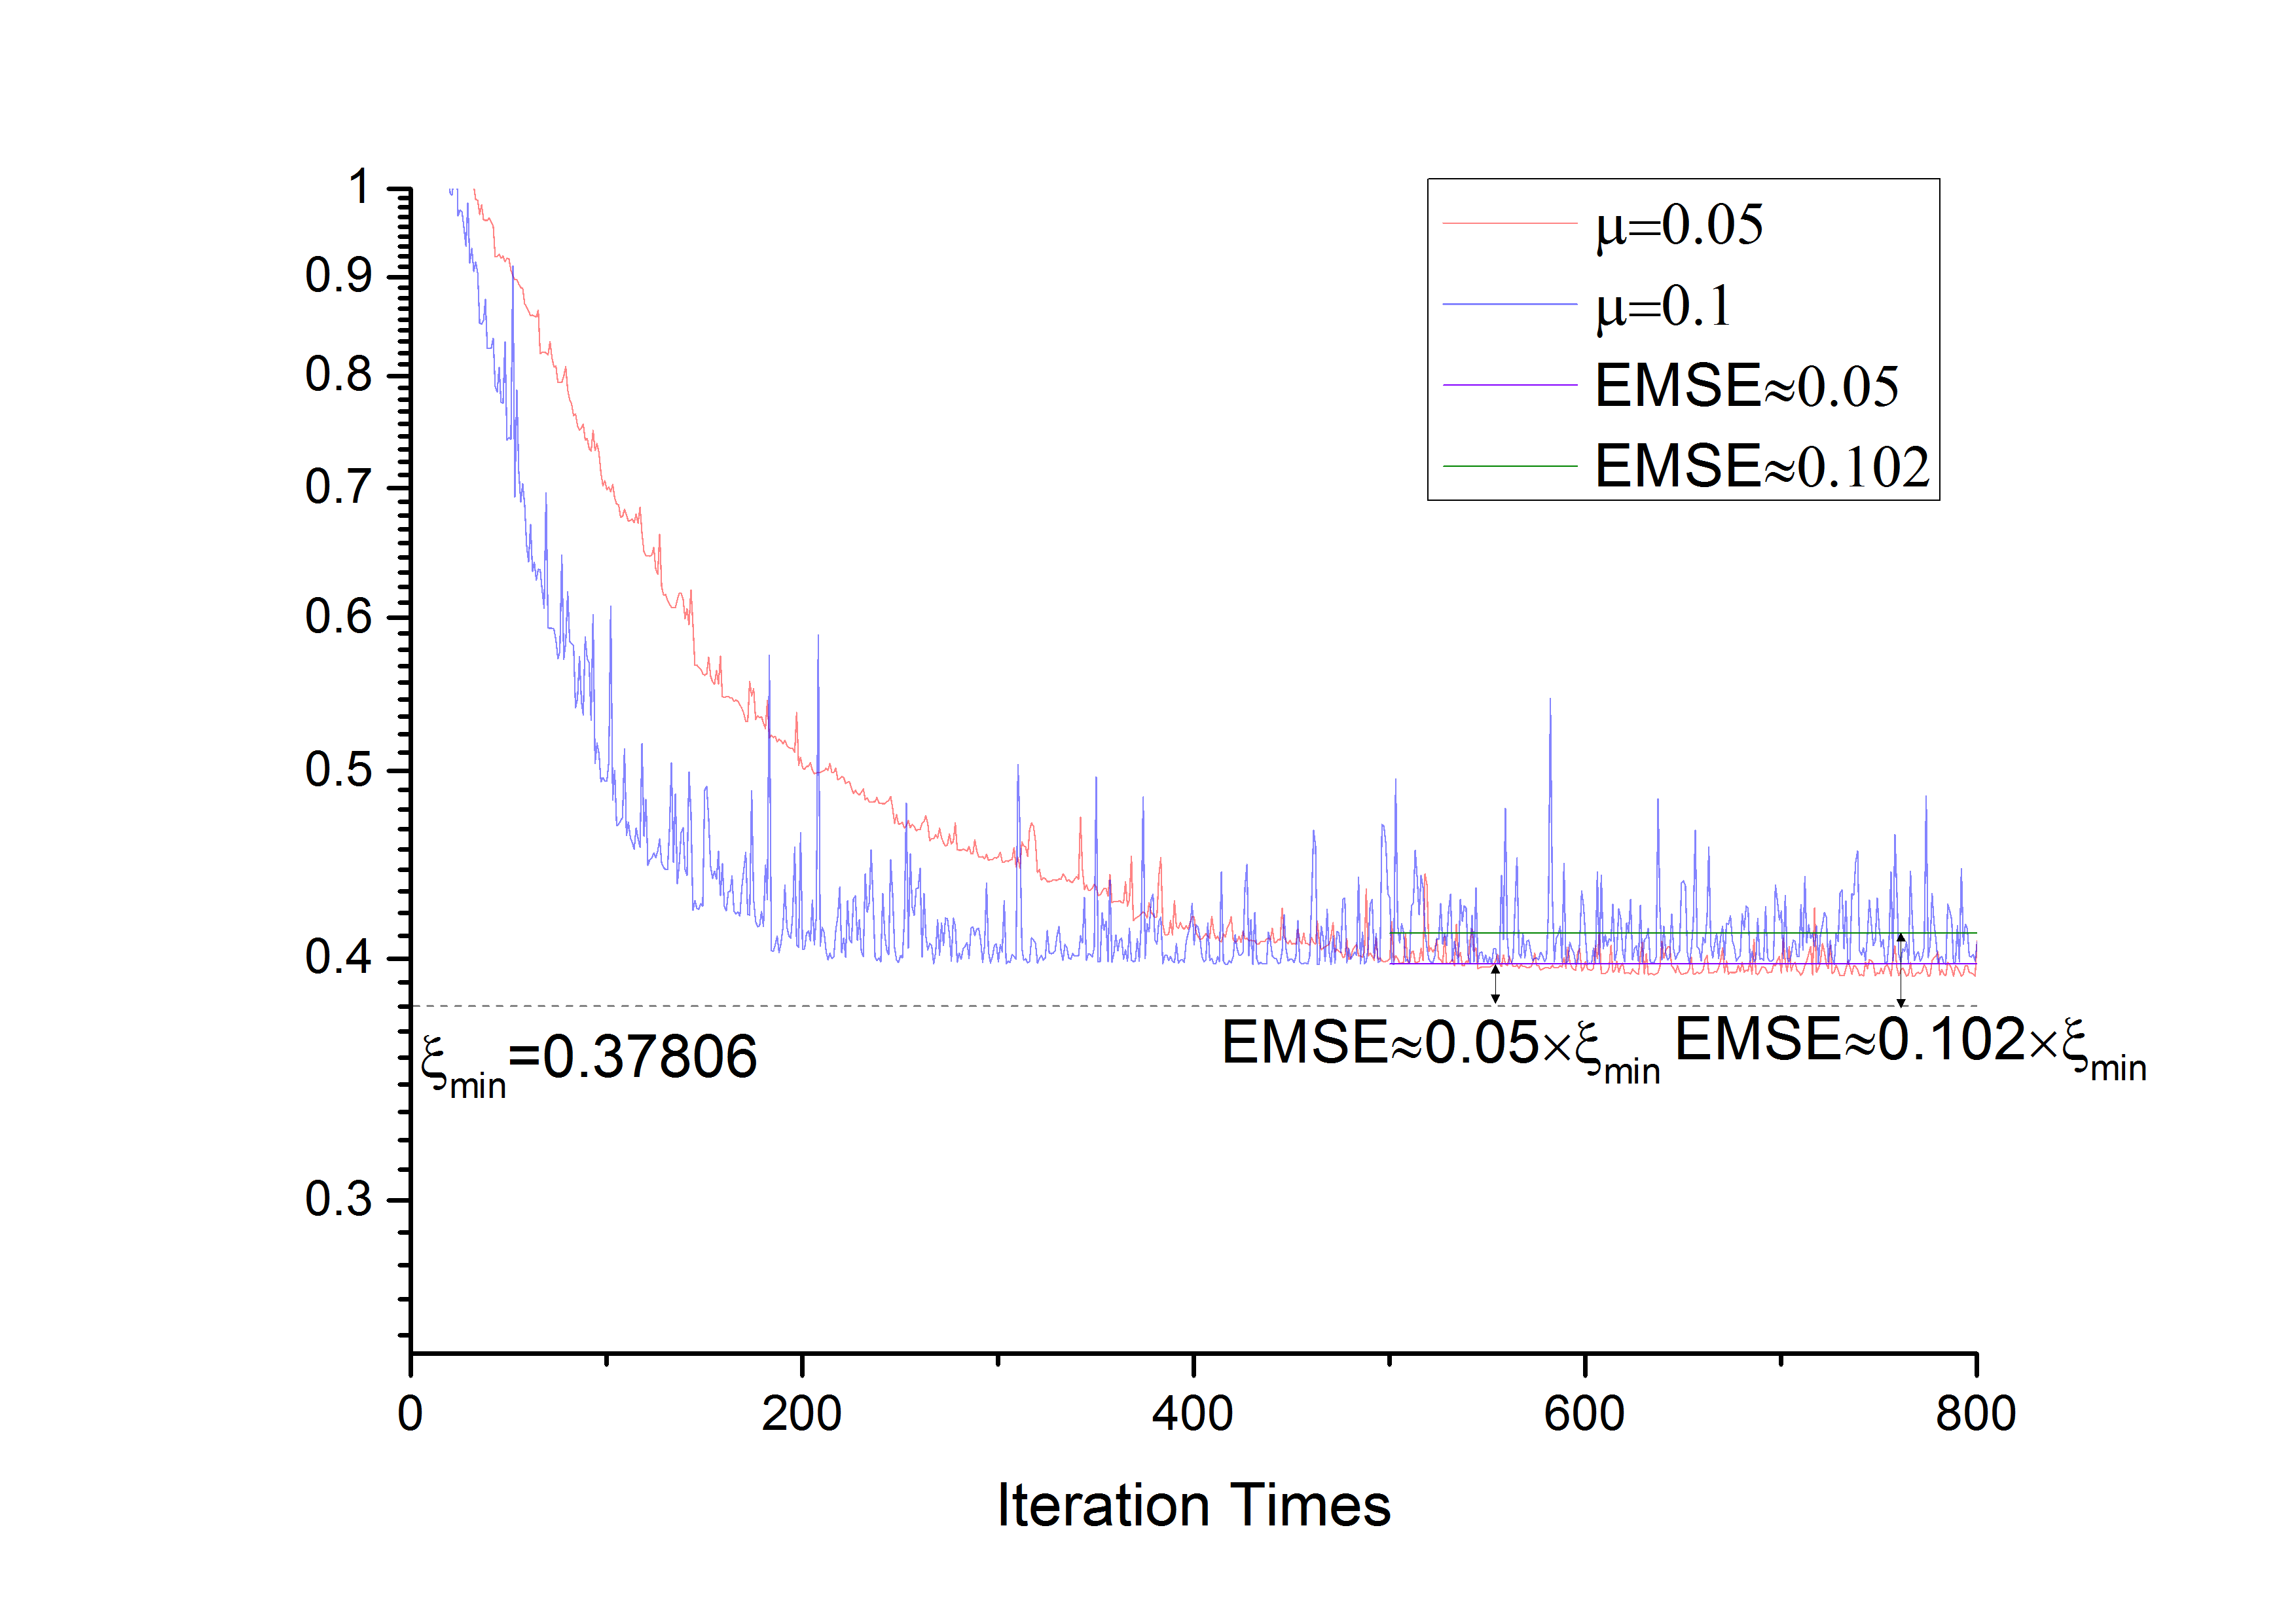 1
0.9
0.8
0.7
0.6
0.5
0.4
0.3
μ=0.05
μ=0.1
EMSE≈0.05
EMSE≈0.102
ξmin=0.37806
EMSE≈0.05×ξmin
EMSE≈0.102×ξmin
0 200 400 600 800
Iteration Times